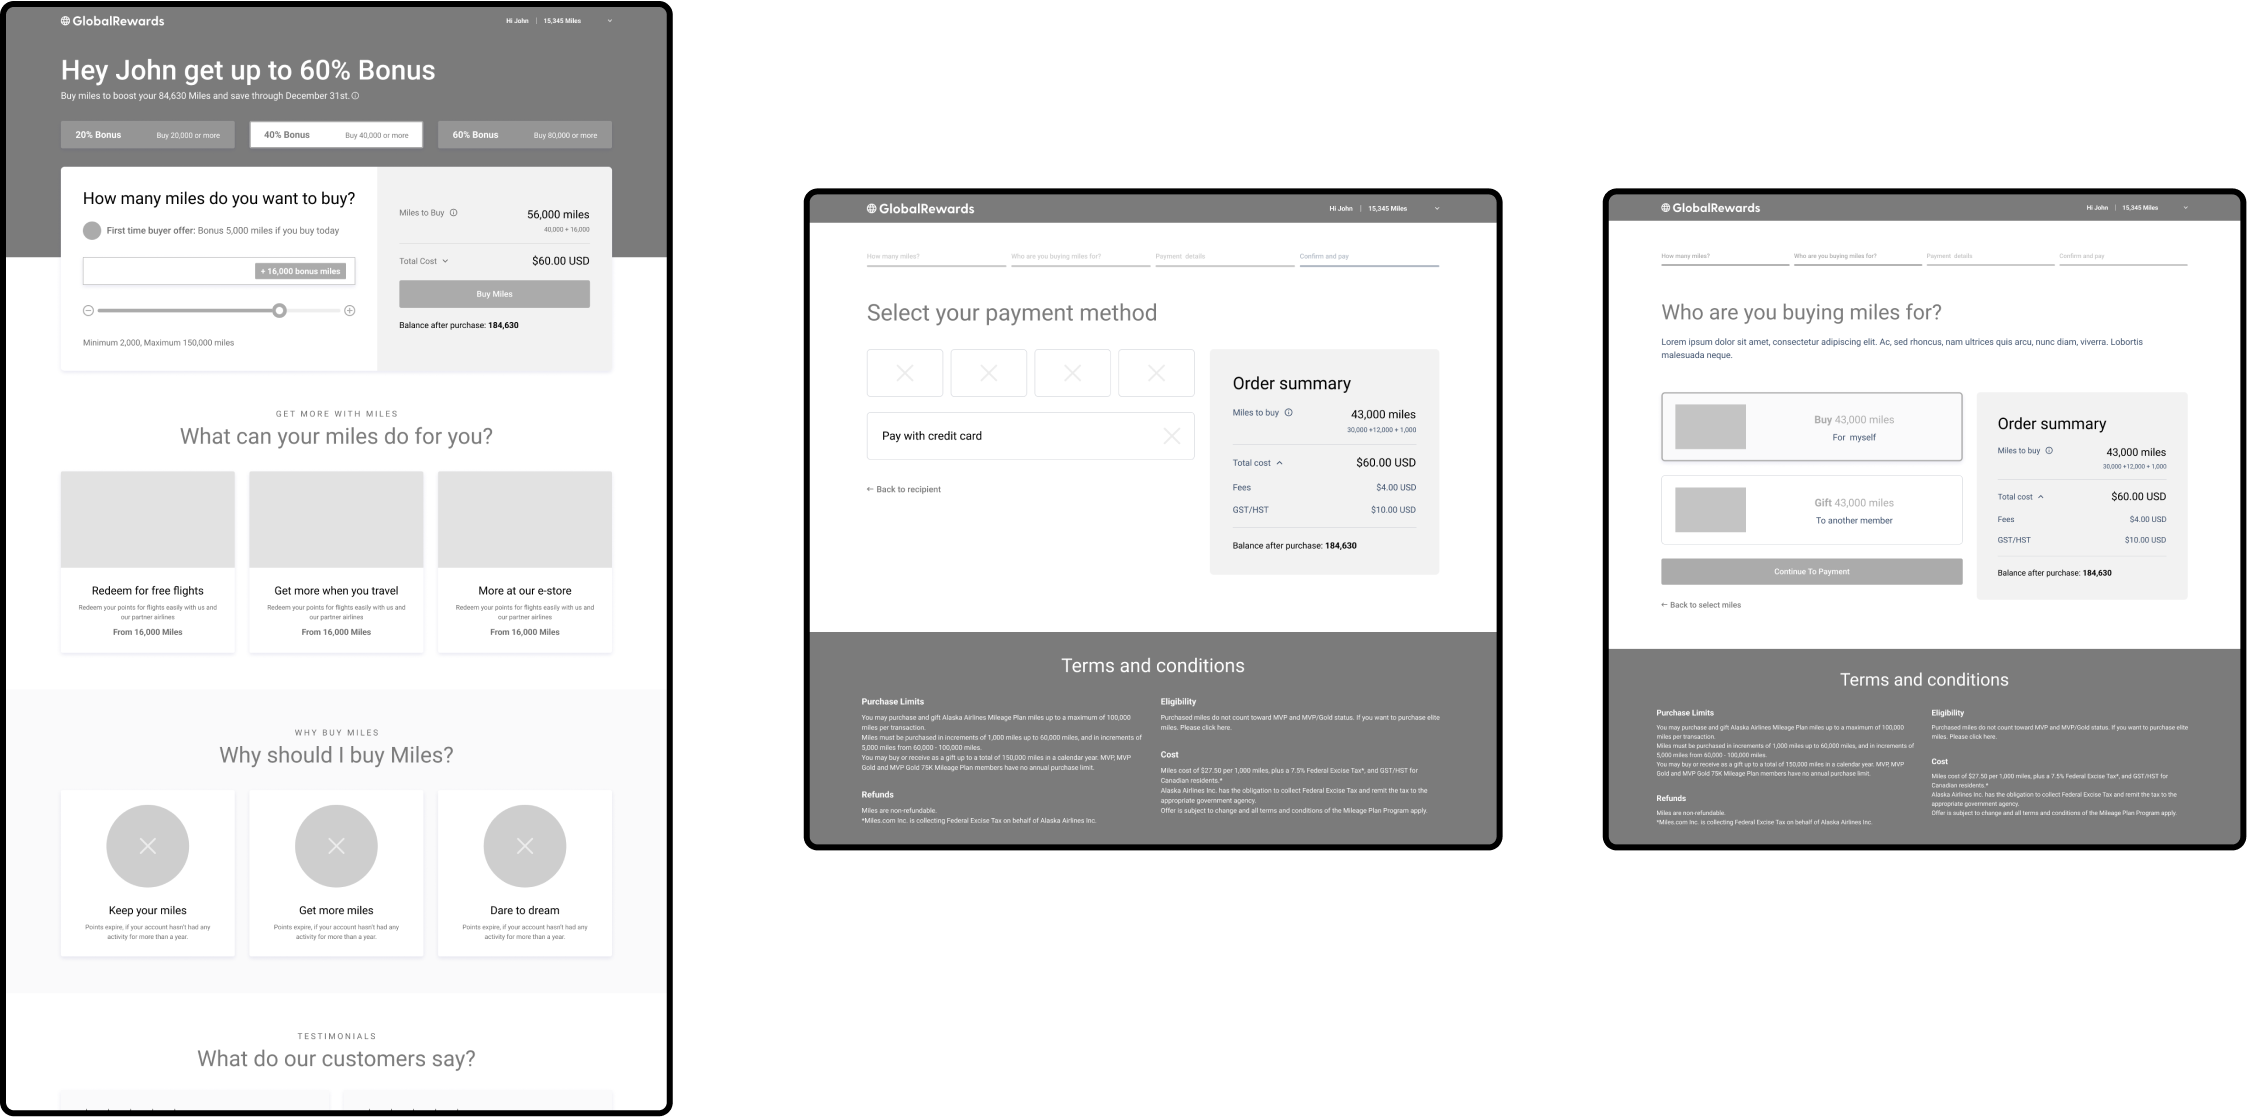 GlobalRewards
Hi John | 15,345 Miles
Hey John get up to 60% Bonus
Buy miles to boost your 84,630 Miles and save through December 31st.
20% Bonus Buy 20,000 or more
40% Bonus Buy 40,000 or more
60% Bonus Buy 80,000 or more
How many miles do you want to buy?
First time buyer offer: Bonus 5,000 miles if you buy today
+ 16,000 bonus miles
Minimum 2,000, Maximum 150,000 miles
Miles to Buy 56,000 miles
40,000 + 16,000
Total Cost $60.00 USD
Buy Miles
Balance after purchase: 184,630
GET MORE WITH MILES
What can your miles do for you?
Redeem for free flights
Redeem your points for flights easily with us and
our partner airlines
From 16,000 Miles
Get more when you travel
Redeem your points for flights easily with us and
our partner airlines
From 16,000 Miles
More at our e-store
Redeem your points for flights easily with us and
our partner airlines
From 16,000 Miles
WHY BUY MILES
Why should I buy Miles?
Keep your miles
Points expire, if your account hasn't had any
activity for more than a year.
Get more miles
Points expire, if your account hasn't had any
activity for more than a year.
Dare to dream
Points expire, if your account hasn't had any
activity for more than a year.
TESTIMONIALS
What do our customers say?
GlobalRewards
Hi John | 15,345 Miles
How many miles?
Who are you buying miles for?
Payment details
Confirm and pay
Select your payment method
Pay with credit card
← Back to recipient
Order summary
Miles to buy 43,000 miles
30,000 +12,000 + 1,000
Total cost $60.00 USD
Fees $4.00 USD
GST/HST $10.00 USD
Balance after purchase: 184,630
Terms and conditions
Purchase Limits
You may purchase and gift Alaska Airlines Mileage Plan miles up to a maximum of 100,000
miles per transaction.
Miles must be purchased in increments of 1,000 miles up to 60,000 miles, and in increments of
5,000 miles from 60,000 - 100,000 miles.
You may buy or receive as a gift up to a total of 150,000 miles in a calendar year. MVP, MVP
Gold and MVP Gold 75K Mileage Plan members have no annual purchase limit.
Refunds
Miles are non-refundable.
*Miles.com Inc. is collecting Federal Excise Tax on behalf of Alaska Airlines Inc.
Eligibility
Purchased miles do not count toward MVP and MVP/Gold status. If you want to purchase elite
miles. Please click here.
Cost
Miles cost of $27.50 per 1,000 miles, plus a 7.5% Federal Excise Tax*, and GST/HST for
Canadian residents.*
Alaska Airlines Inc. has the obligation to collect Federal Excise Tax and remit the tax to the
appropriate government agency.
Offer is subject to change and all terms and conditions of the Mileage Plan Program apply.
GlobalRewards
Hi John | 15,345 Miles
How many miles?
Who are you buying miles for?
Payment details
Confirm and pay
Who are you buying miles for?
Lorem ipsum dolor sit amet, consectetur adipiscing elit. Ac, sed rhoncus, nam ultrices quis arcu, nunc diam, viverra. Lobortis
malesuada neque.
Buy 43,000 miles
For myself
Gift 43,000 miles
To another member
Continue To Payment
← Back to select miles
Order summary
Miles to buy 43,000 miles
30,000 +12,000 + 1,000
Total cost $60.00 USD
Fees $4.00 USD
GST/HST $10.00 USD
Balance after purchase: 184,630
Terms and conditions
Purchase Limits
You may purchase and gift Alaska Airlines Mileage Plan miles up to a maximum of 100,000
miles per transaction.
Miles must be purchased in increments of 1,000 miles up to 60,000 miles, and in increments of
5,000 miles from 60,000 - 100,000 miles.
You may buy or receive as a gift up to a total of 150,000 miles in a calendar year. MVP, MVP
Gold and MVP Gold 75K Mileage Plan members have no annual purchase limit.
Refunds
Miles are non-refundable.
*Miles.com Inc. is collecting Federal Excise Tax on behalf of Alaska Airlines Inc.
Eligibility
Purchased miles do not count toward MVP and MVP/Gold status. If you want to purchase elite
miles. Please click here.
Cost
Miles cost of $27.50 per 1,000 miles, plus a 7.5% Federal Excise Tax*, and GST/HST for
Canadian residents.*
Alaska Airlines Inc. has the obligation to collect Federal Excise Tax and remit the tax to the
appropriate government agency.
Offer is subject to change and all terms and conditions of the Mileage Plan Program apply.